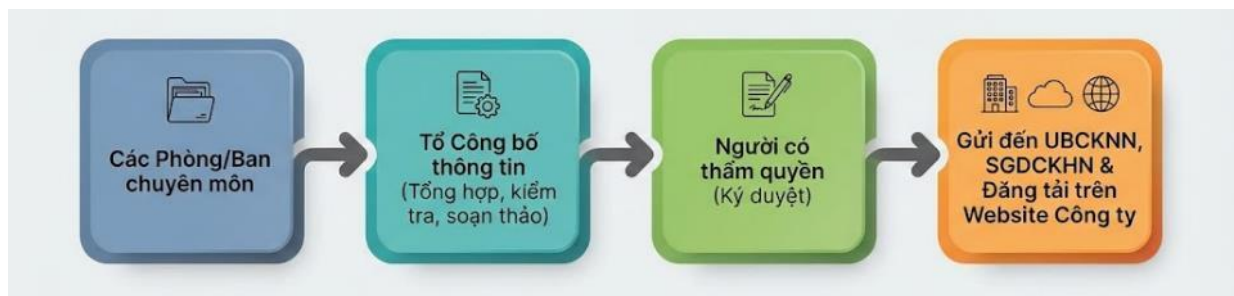 Các Phòng/Ban
chuyên môn
Tổ Công bố
thông tin
(Tổng hợp, kiểm
tra, soạn thảo)
Người có
thẩm quyền
(Ký duyệt)
Gửi đến UBCKNN,
SGDCKHN &
Đăng tải trên
Website Công ty